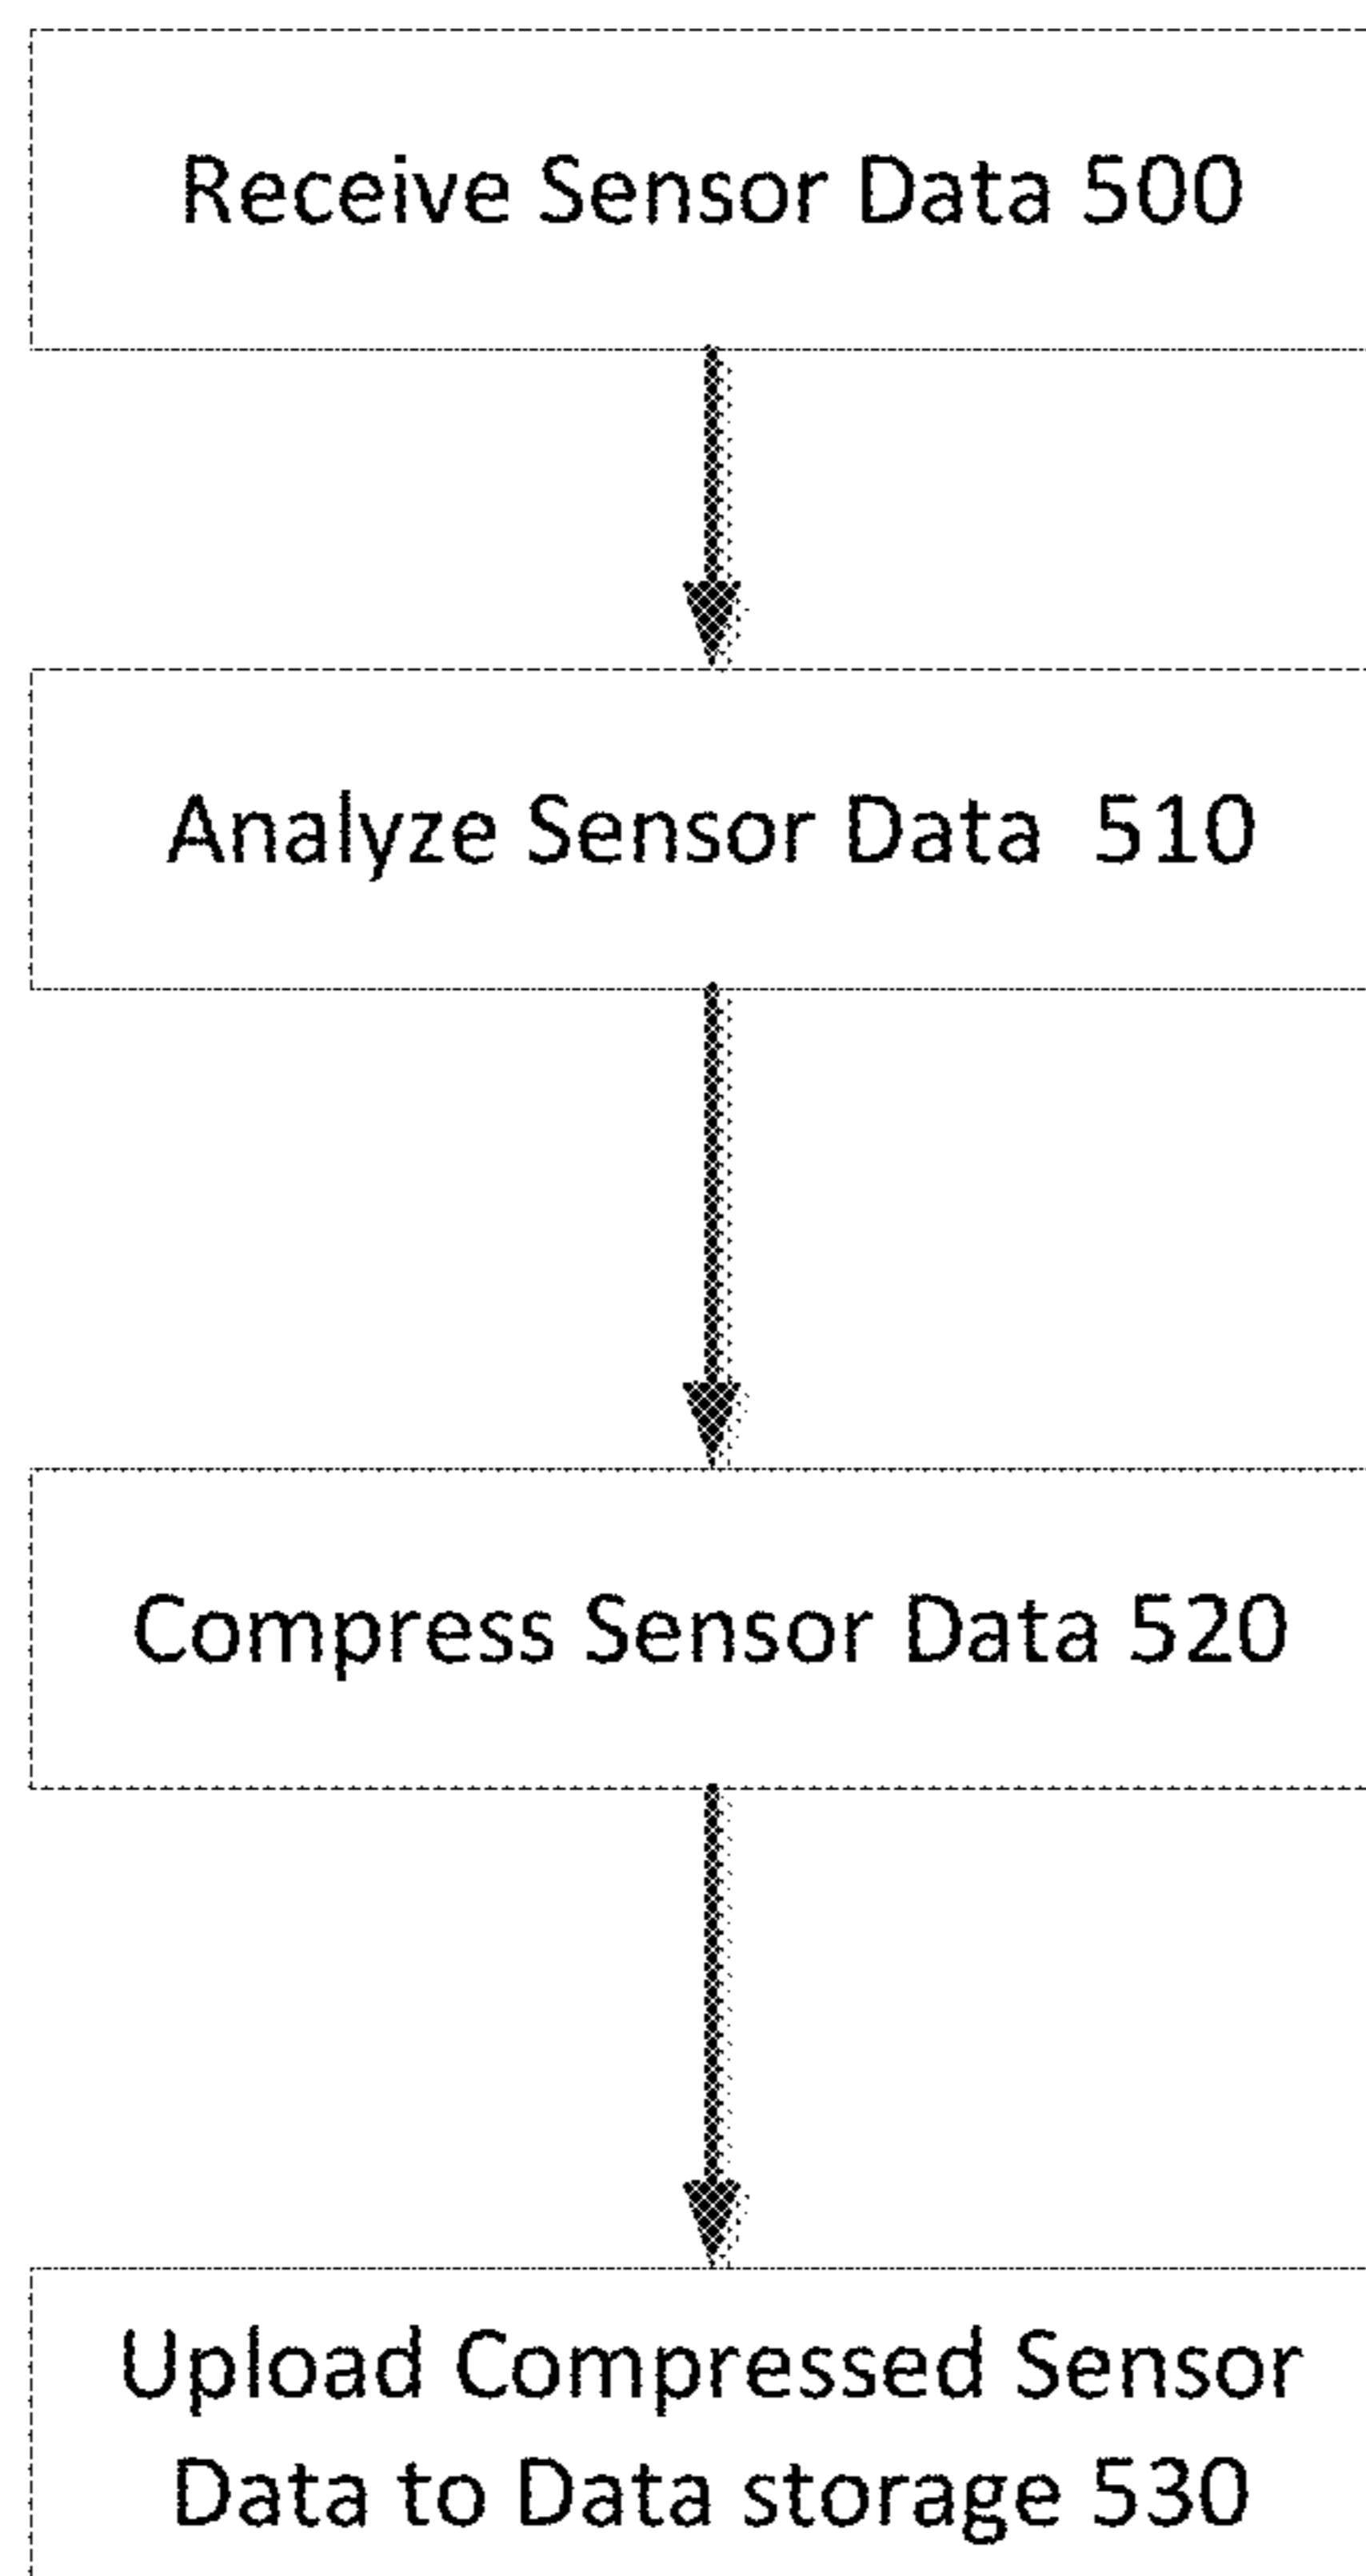 Receive Sensor Data 500
Analyze Sensor Data 510
Compress Sensor Data 520
Upload Compressed Sensor
Data to Data storage 530